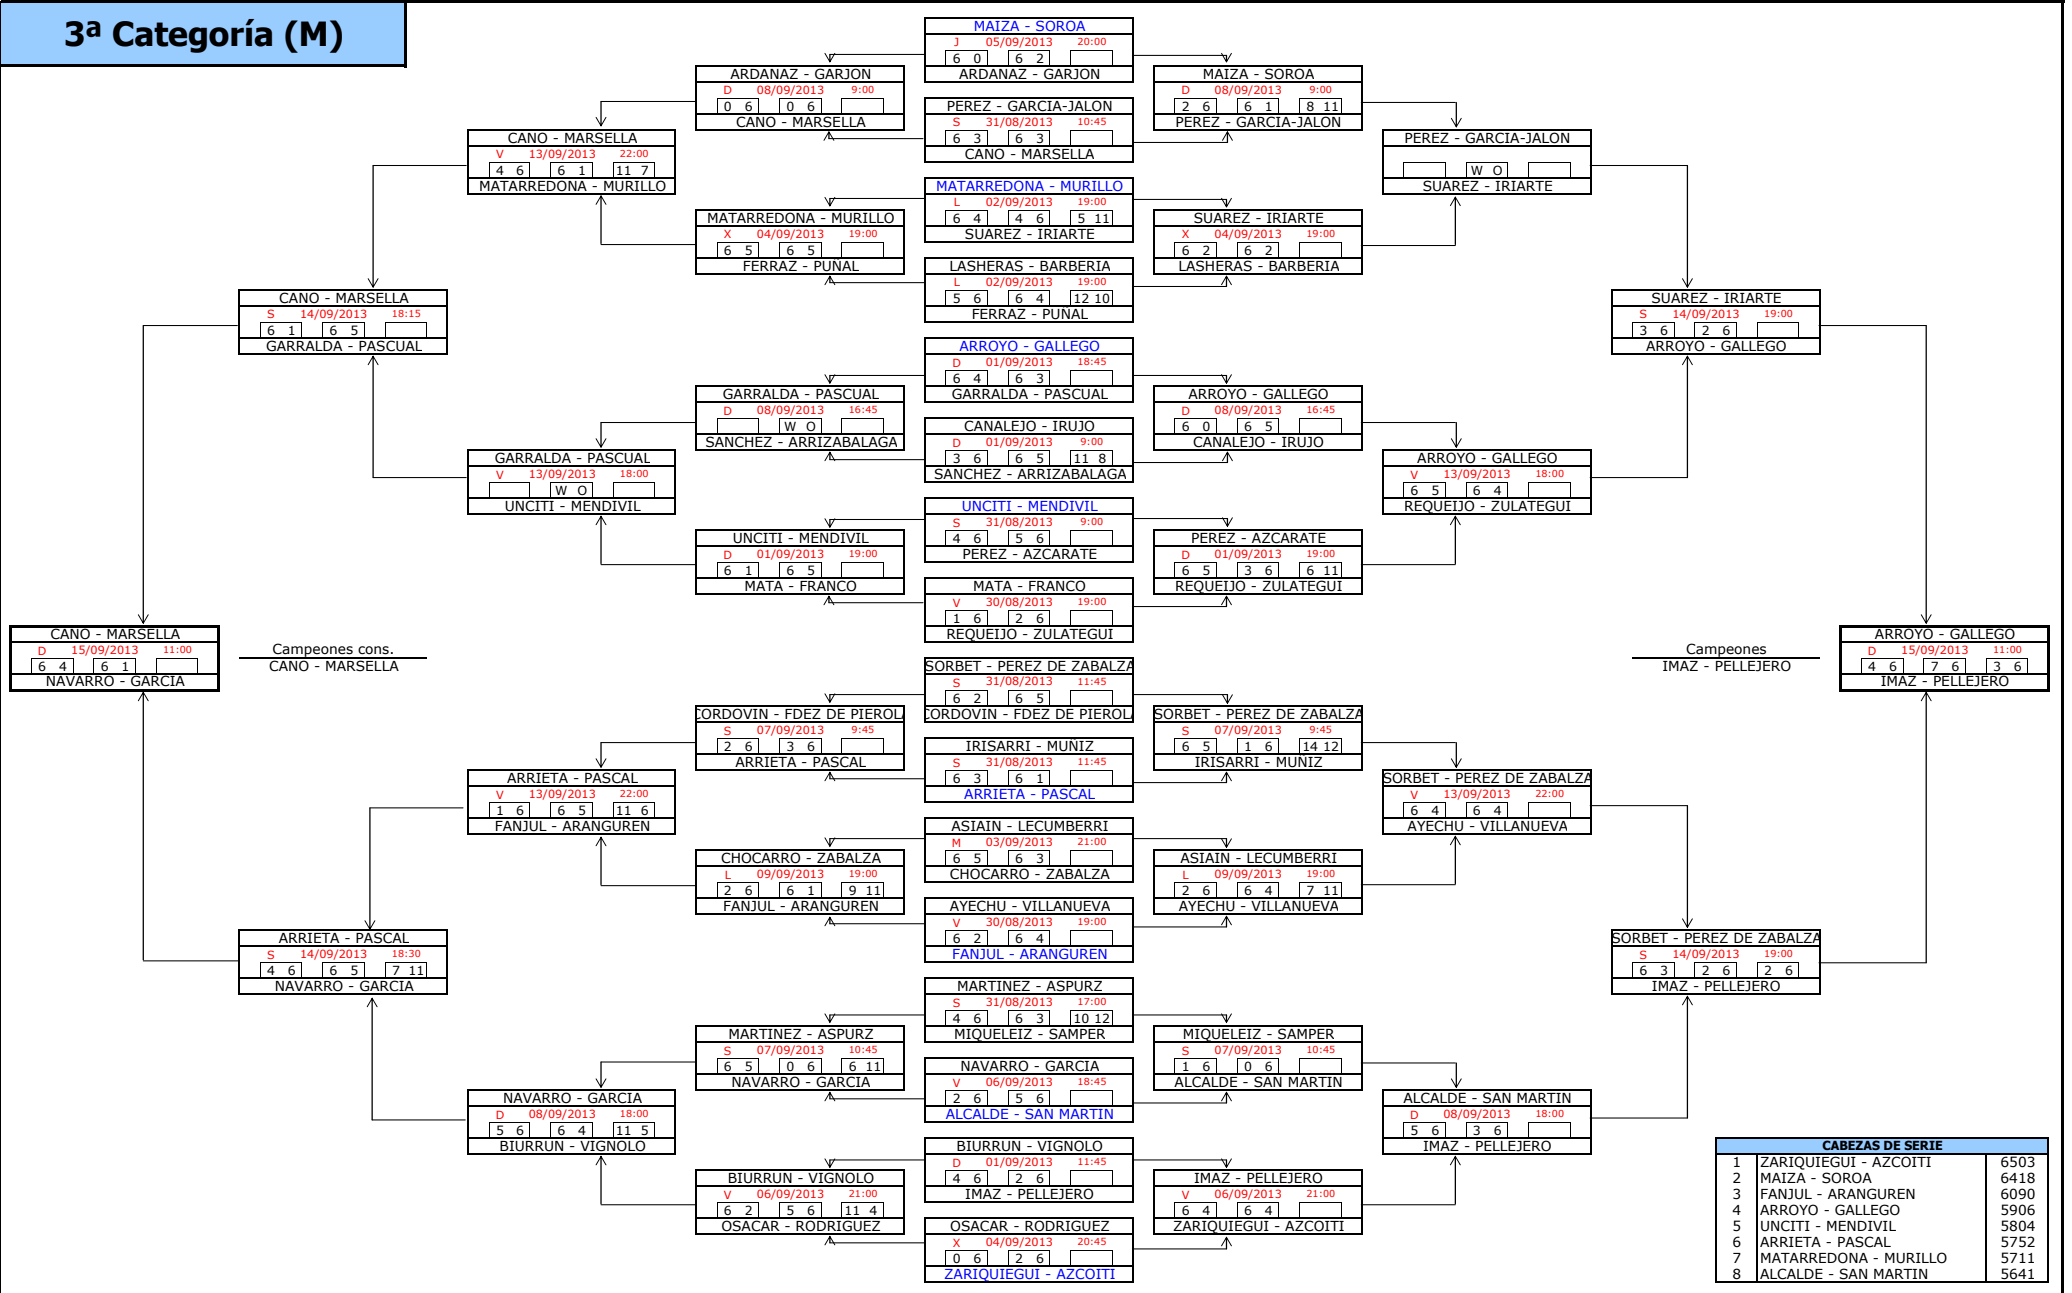 3ª Categoría (M)
MAIZA - SOROA
J 05/09/2013 20:00
6 0 6 2
ARDANAZ - GARJON
PEREZ - GARCIA-JALON
S 31/08/2013 10:45
6 3 6 3
CANO - MARSELLA
MATARREDONA - MURILLO
L 02/09/2013 19:00
6 4 4 6 5 11
SUAREZ - IRIARTE
LASHERAS - BARBERIA
L 02/09/2013 19:00
5 6 6 4 12 10
FERRAZ - PUÑAL
ARROYO - GALLEGO
D 01/09/2013 18:45
6 4 6 3
GARRALDA - PASCUAL
CANALEJO - IRUJO
D 01/09/2013 9:00
3 6 6 5 11 8
SANCHEZ - ARRIZABALAGA
UNCITI - MENDIVIL
S 31/08/2013 9:00
4 6 5 6
PEREZ - AZCARATE
MATA - FRANCO
V 30/08/2013 19:00
1 6 2 6
REQUEIJO - ZULATEGUI
SORBET - PEREZ DE ZABALZA
S 31/08/2013 11:45
6 2 6 5
CORDOVIN - FDEZ DE PIEROLA
IRISARRI - MUÑIZ
S 31/08/2013 11:45
6 3 6 1
ARRIETA - PASCAL
ASIAIN - LECUMBERRI
M 03/09/2013 21:00
6 5 6 3
CHOCARRO - ZABALZA
AYECHU - VILLANUEVA
V 30/08/2013 19:00
6 2 6 4
FANJUL - ARANGUREN
MARTINEZ - ASPURZ
S 31/08/2013 17:00
4 6 6 3 10 12
MIQUELEIZ - SAMPER
NAVARRO - GARCIA
V 06/09/2013 18:45
2 6 5 6
ALCALDE - SAN MARTIN
BIURRUN - VIGNOLO
D 01/09/2013 11:45
4 6 2 6
IMAZ - PELLEJERO
OSACAR - RODRIGUEZ
X 04/09/2013 20:45
0 6 2 6
ZARIQUIEGUI - AZCOITI
ARDANAZ - GARJON
D 08/09/2013 9:00
0 6 0 6
CANO - MARSELLA
MATARREDONA - MURILLO
X 04/09/2013 19:00
6 5 6 5
FERRAZ - PUÑAL
GARRALDA - PASCUAL
D 08/09/2013 16:45
W O
SANCHEZ - ARRIZABALAGA
UNCITI - MENDIVIL
D 01/09/2013 19:00
6 1 6 5
MATA - FRANCO
CORDOVIN - FDEZ DE PIEROLA
S 07/09/2013 9:45
2 6 3 6
ARRIETA - PASCAL
CHOCARRO - ZABALZA
L 09/09/2013 19:00
2 6 6 1 9 11
FANJUL - ARANGUREN
MARTINEZ - ASPURZ
S 07/09/2013 10:45
6 5 0 6 6 11
NAVARRO - GARCIA
BIURRUN - VIGNOLO
V 06/09/2013 21:00
6 2 5 6 11 4
OSACAR - RODRIGUEZ
CANO - MARSELLA
V 13/09/2013 22:00
4 6 6 1 11 7
MATARREDONA - MURILLO
GARRALDA - PASCUAL
V 13/09/2013 18:00
W O
UNCITI - MENDIVIL
ARRIETA - PASCAL
V 13/09/2013 22:00
1 6 6 5 11 6
FANJUL - ARANGUREN
NAVARRO - GARCIA
D 08/09/2013 18:00
5 6 6 4 11 5
BIURRUN - VIGNOLO
CANO - MARSELLA
S 14/09/2013 18:15
6 1 6 5
GARRALDA - PASCUAL
ARRIETA - PASCAL
S 14/09/2013 18:30
4 6 6 5 7 11
NAVARRO - GARCIA
CANO - MARSELLA
D 15/09/2013 11:00
6 4 6 1
NAVARRO - GARCIA
Campeones cons.
CANO - MARSELLA
MAIZA - SOROA
D 08/09/2013 9:00
2 6 6 1 8 11
PEREZ - GARCIA-JALON
SUAREZ - IRIARTE
X 04/09/2013 19:00
6 2 6 2
LASHERAS - BARBERIA
ARROYO - GALLEGO
D 08/09/2013 16:45
6 0 6 5
CANALEJO - IRUJO
PEREZ - AZCARATE
D 01/09/2013 19:00
6 5 3 6 6 11
REQUEIJO - ZULATEGUI
SORBET - PEREZ DE ZABALZA
S 07/09/2013 9:45
6 5 1 6 14 12
IRISARRI - MUÑIZ
ASIAIN - LECUMBERRI
L 09/09/2013 19:00
2 6 6 4 7 11
AYECHU - VILLANUEVA
MIQUELEIZ - SAMPER
S 07/09/2013 10:45
1 6 0 6
ALCALDE - SAN MARTIN
IMAZ - PELLEJERO
V 06/09/2013 21:00
6 4 6 4
ZARIQUIEGUI - AZCOITI
PEREZ - GARCIA-JALON
W O
SUAREZ - IRIARTE
ARROYO - GALLEGO
V 13/09/2013 18:00
6 5 6 4
REQUEIJO - ZULATEGUI
SORBET - PEREZ DE ZABALZA
V 13/09/2013 22:00
6 4 6 4
AYECHU - VILLANUEVA
ALCALDE - SAN MARTIN
D 08/09/2013 18:00
5 6 3 6
IMAZ - PELLEJERO
SUAREZ - IRIARTE
S 14/09/2013 19:00
3 6 2 6
ARROYO - GALLEGO
SORBET - PEREZ DE ZABALZA
S 14/09/2013 19:00
6 3 2 6 2 6
IMAZ - PELLEJERO
Campeones
IMAZ - PELLEJERO
ARROYO - GALLEGO
D 15/09/2013 11:00
4 6 7 6 3 6
IMAZ - PELLEJERO
CABEZAS DE SERIE
1 ZARIQUIEGUI - AZCOITI 6503
2 MAIZA - SOROA 6418
3 FANJUL - ARANGUREN 6090
4 ARROYO - GALLEGO 5906
5 UNCITI - MENDIVIL 5804
6 ARRIETA - PASCAL 5752
7 MATARREDONA - MURILLO 5711
8 ALCALDE - SAN MARTIN 5641